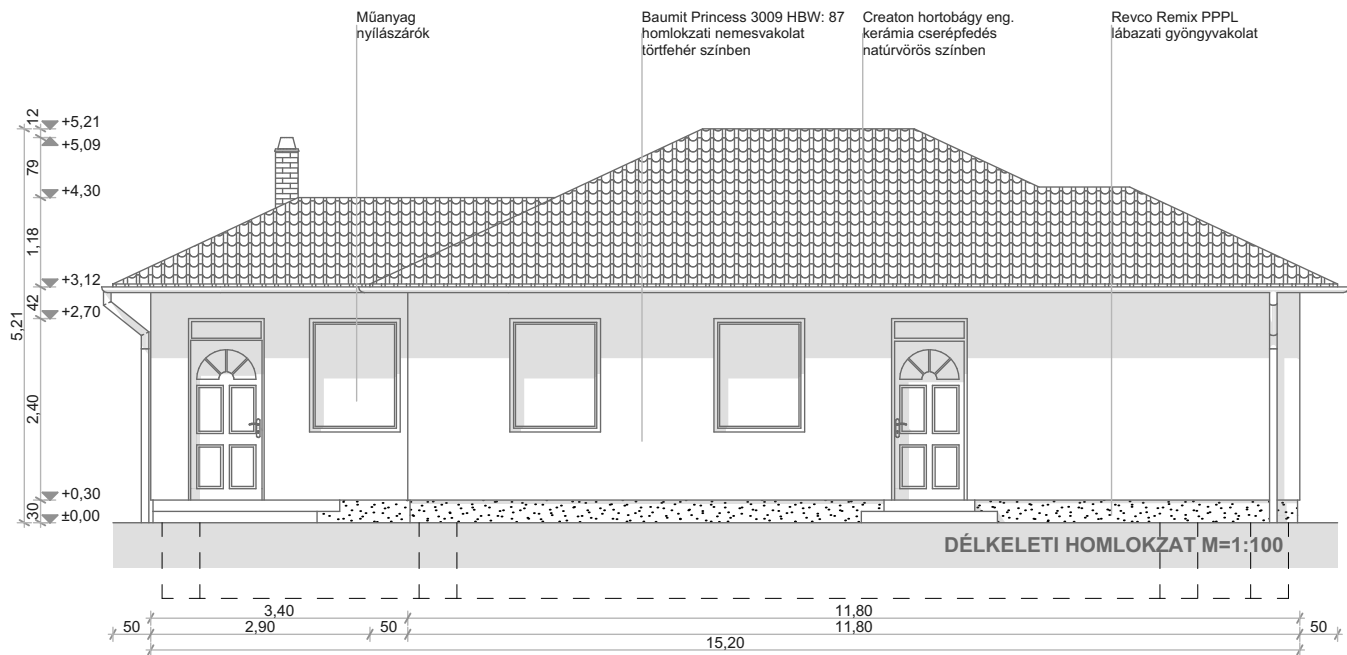 Műanyag
nyílászárók
Baumit Princess 3009 HBW: 87
homlokzati nemesvakolat
törtfehér színben
Creaton hortobágy eng.
kerámia cserépfedés
natúrvörös színben
Revco Remix PPPL
lábazati gyöngyvakolat
12
+5,21
+5,09
79
+4,30
1,18
+3,12
42
+2,70
5,21
2,40
+0,30
30
±0,00
DÉLKELETI HOMLOKZAT M=1:100
3,40
11,80
50
2,90
50
11,80
50
15,20